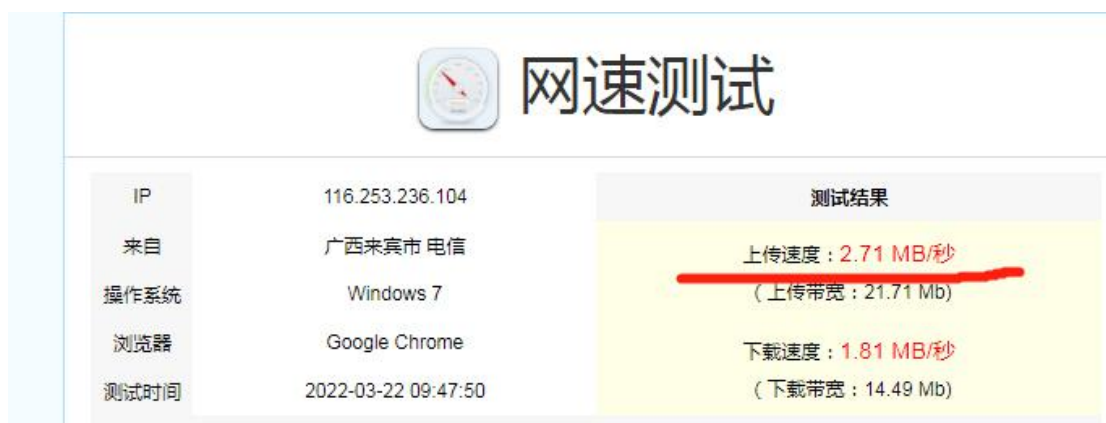 网速测试
IP 116.253.236.104 测试结果
来自 广西来宾市 电信 上传速度：2.71 MB/秒
操作系统 Windows 7 （上传带宽：21.71 Mb)
浏览器 Google Chrome 下载速度：1.81 MB/秒
测试时间 2022-03-22 09:47:50 （下载带宽：14.49 Mb)